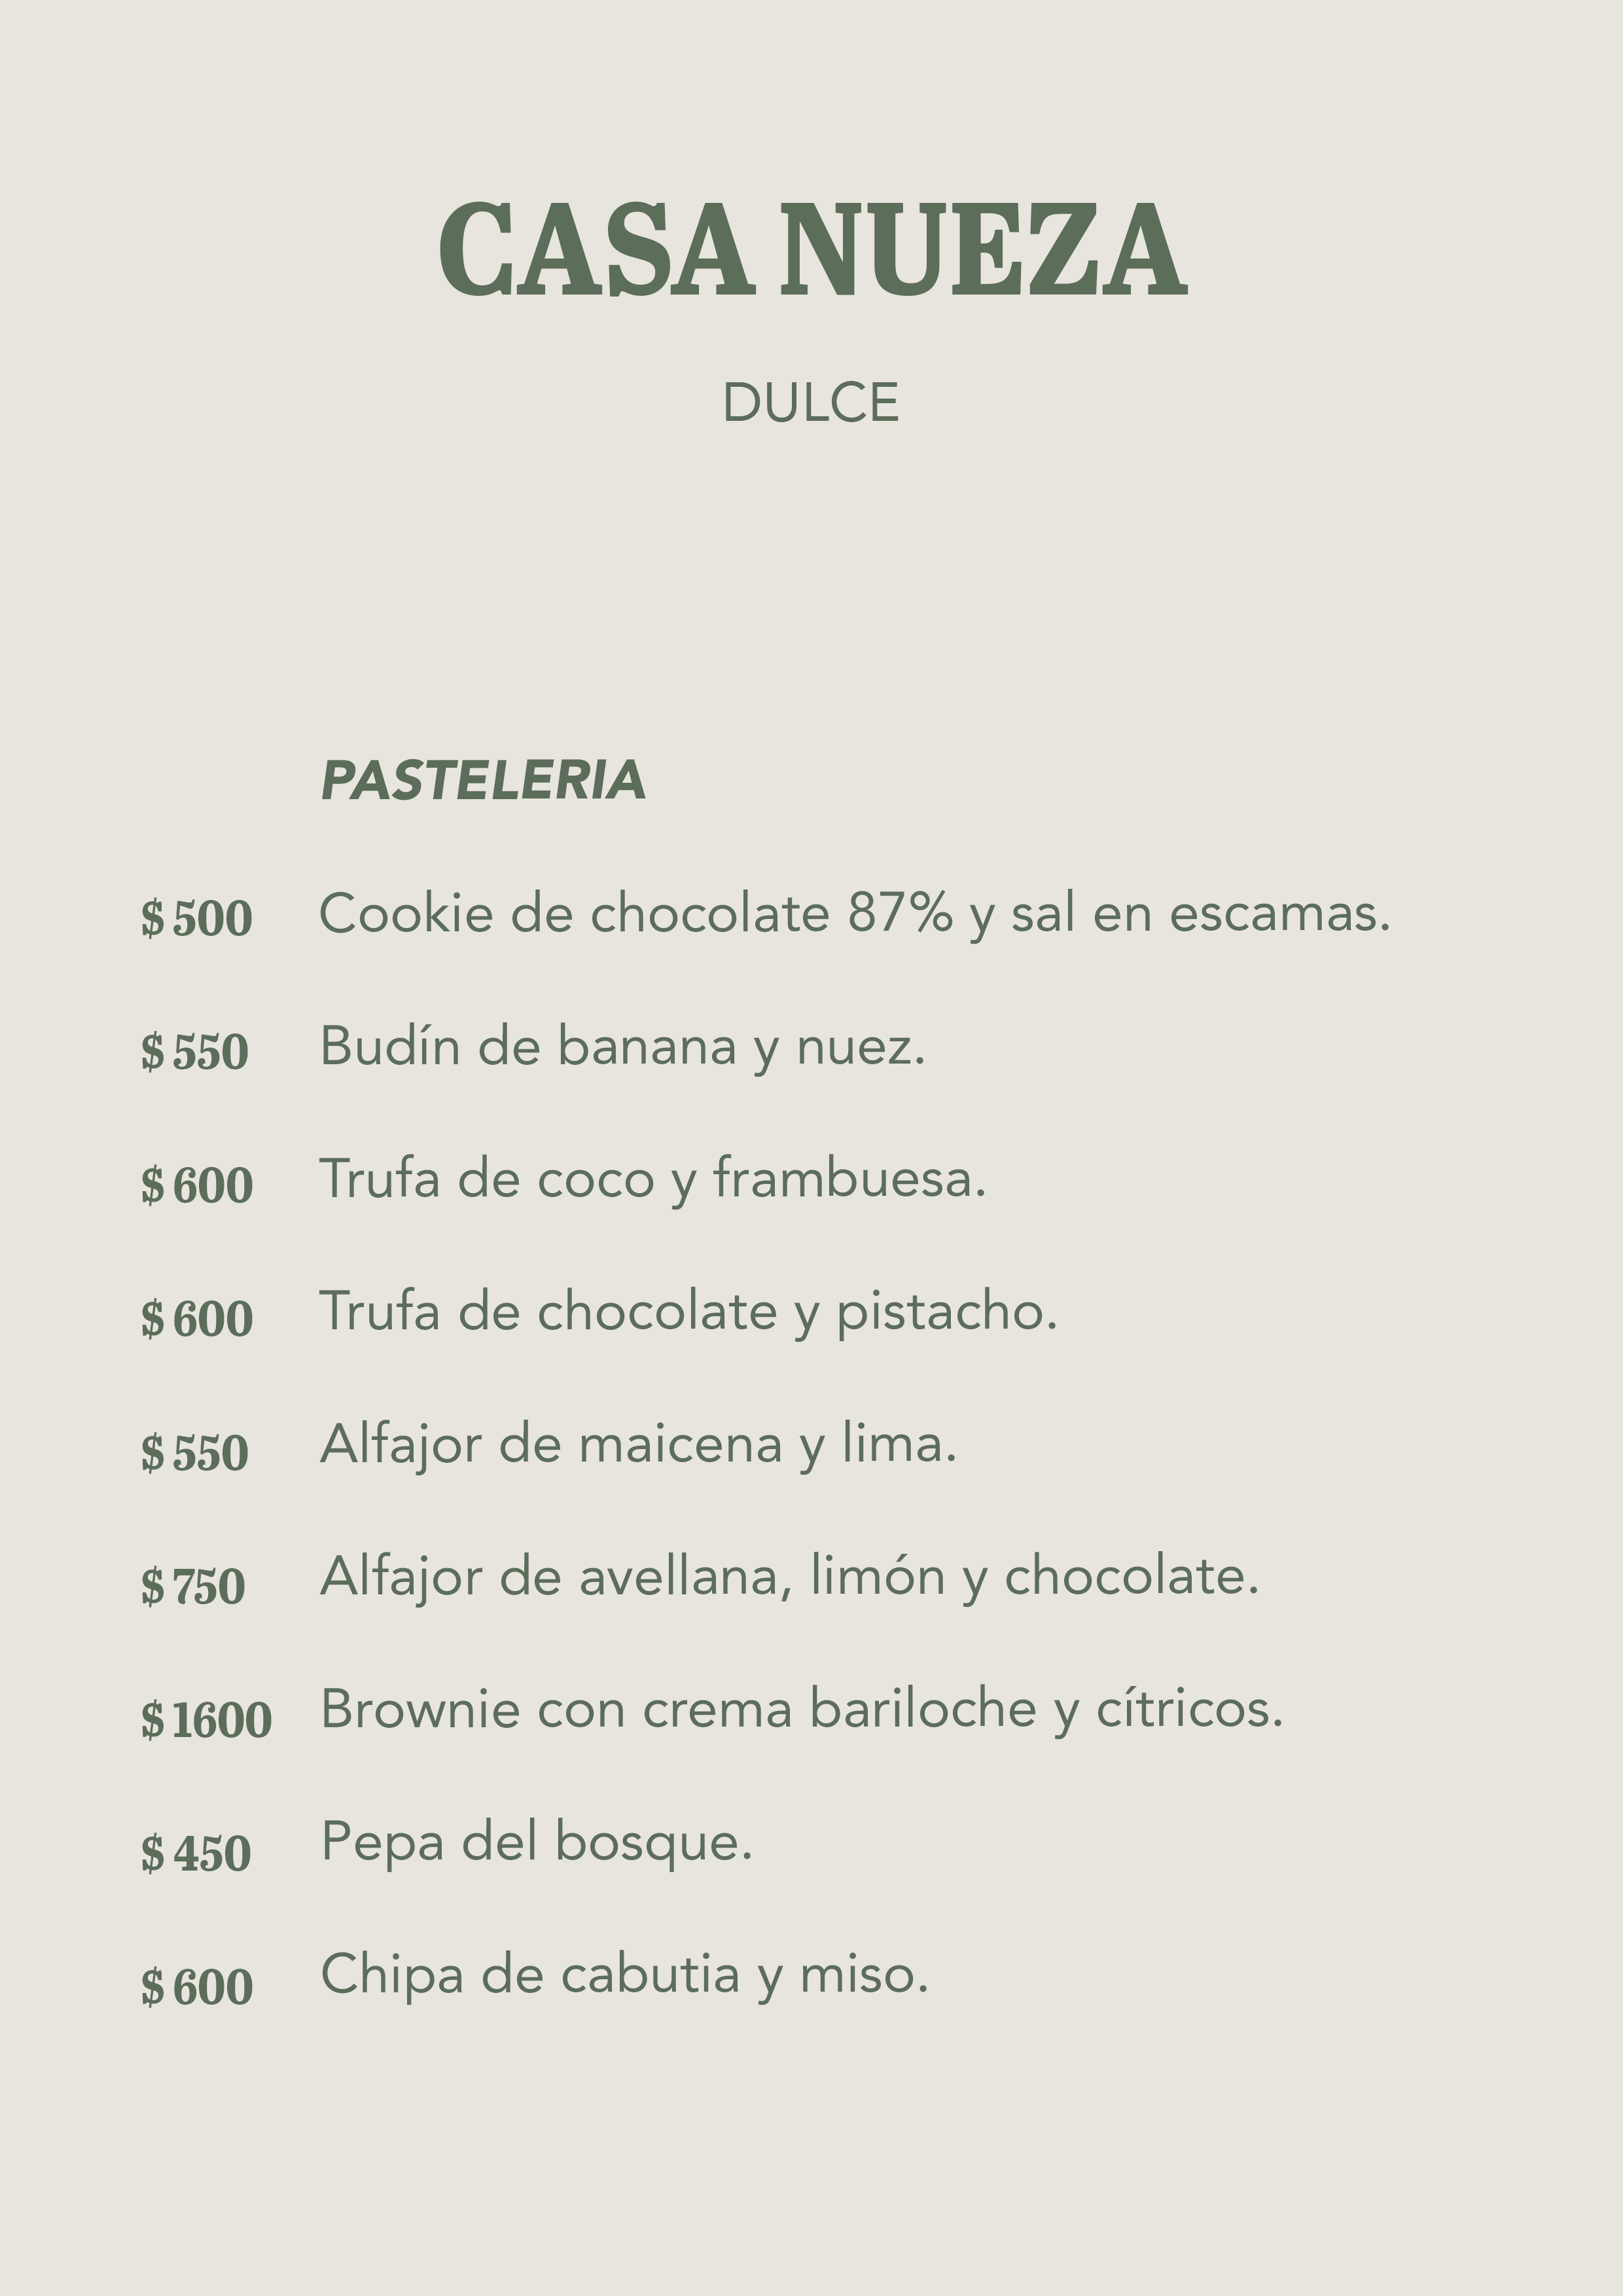 CASA NUEZA
DULCE
PASTELERIA
$ 500 Cookie de chocolate 87% y sal en escamas.
$ 550 Budín de banana y nuez.
$ 600 Trufa de coco y frambuesa.
$ 600 Trufa de chocolate y pistacho.
$ 550 Alfajor de maicena y lima.
$ 750 Alfajor de avellana, limón y chocolate.
$ 1600 Brownie con crema bariloche y cítricos.
$ 450 Pepa del bosque.
$ 600 Chipa de cabutia y miso.